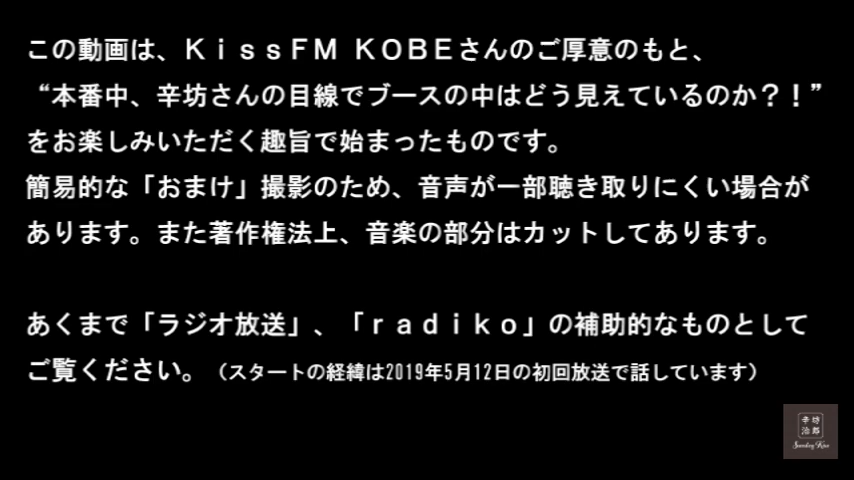 この動画は、ＫｉｓｓＦＭ ＫＯＢＥさんのご厚意のもと、
“本番中、辛坊さんの目線でブースの中はどう見えているのか？！”
をお楽しみいただく趣旨で始まったものです。
簡易的な「おまけ」撮影のため、音声が一部聴き取りにくい場合が
あります。また著作権法上、音楽の部分はカットしてあります。
あくまで「ラジオ放送」、「ｒａｄｉｋｏ」の補助的なものとして
ご覧ください。（スタートの経緯は2019年5月12日の初回放送で話しています）
辛坊
治郎
Sunday Kiss